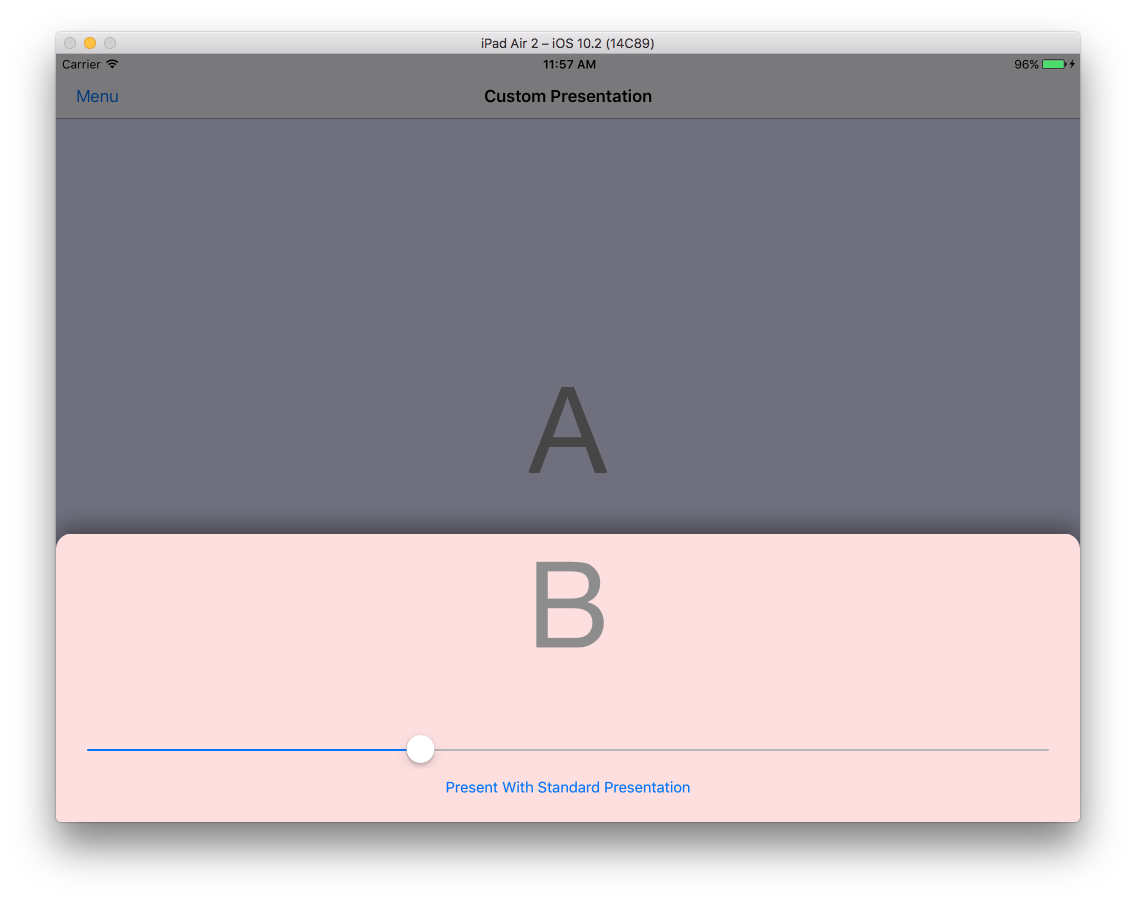 iPad Air 2 – iOS 10.2 (14C89)
Carrier 11:57 AM 96%
Menu Custom Presentation
A
B
Present With Standard Presentation